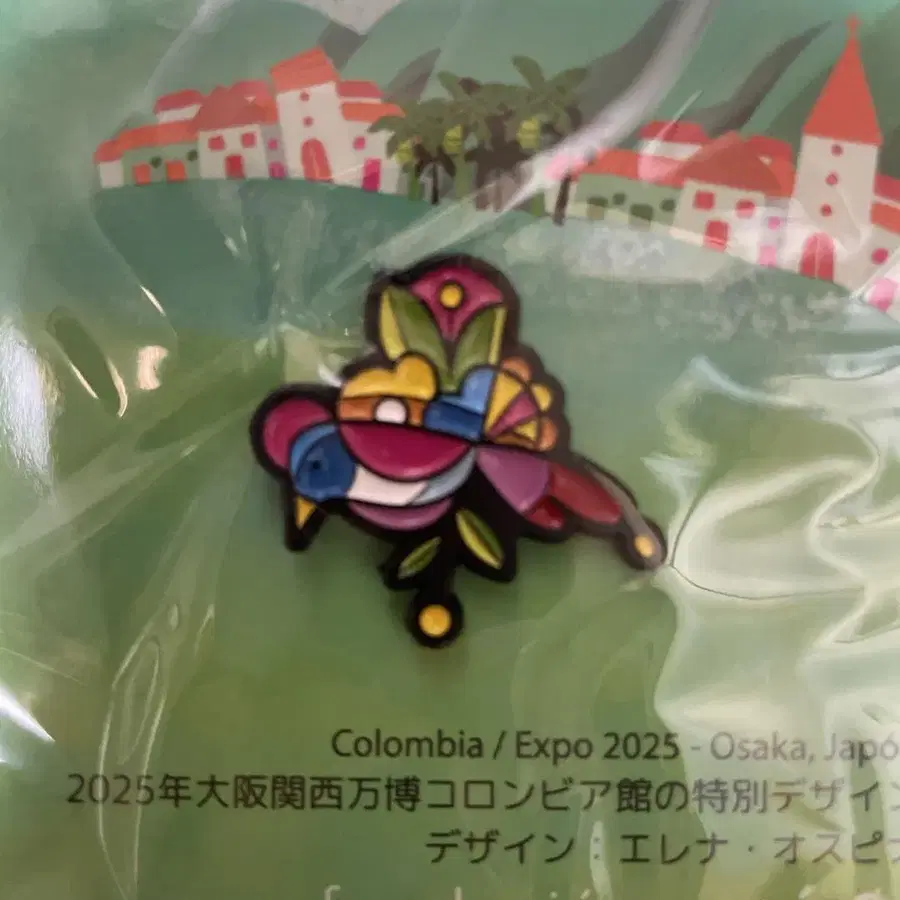 Colombia / Expo 2025 - Osaka, Japó
2025年大阪関西万博コロンビア館の特別デザイン
デザイン：エレナ・オスピナ